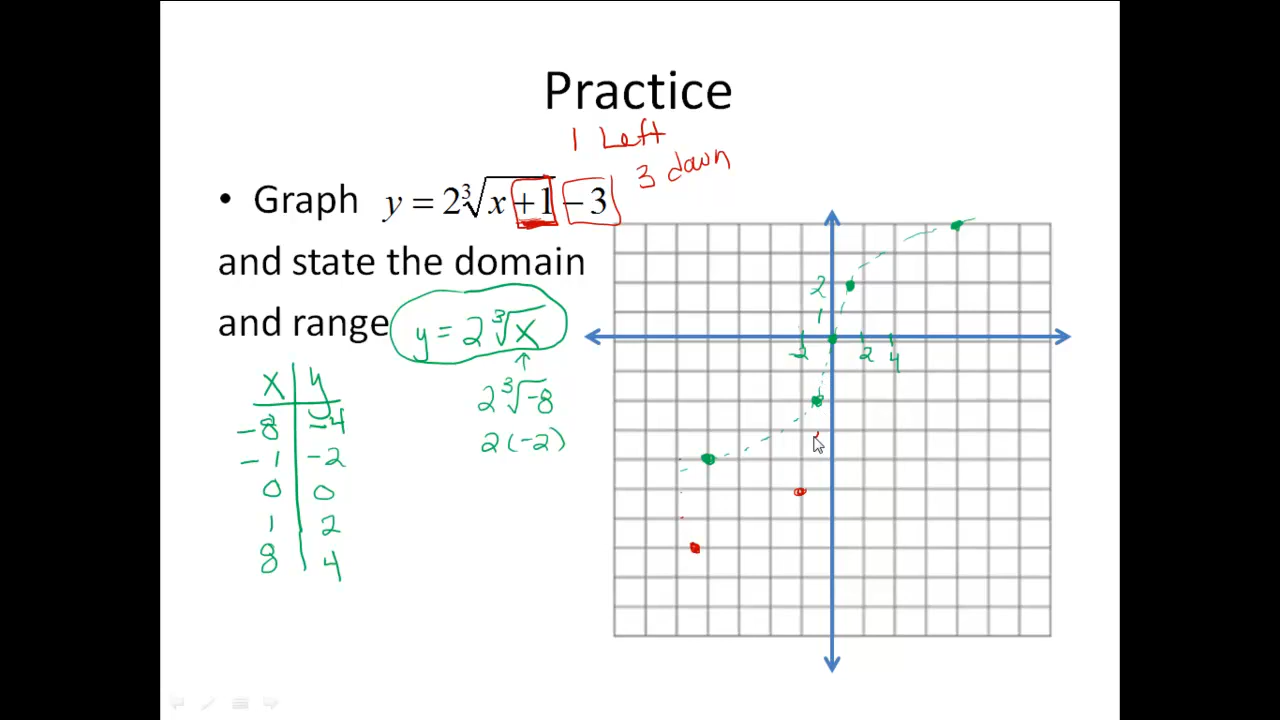 Practice
1 Left
3 down
• Graph y = 2∛x +1 − 3
and state the domain
and range
y = 2∛x
x y
−8 −4
−1 −2
0 0
1 2
8 4
2∛−8
2(−2)
2
1
−2 2 4